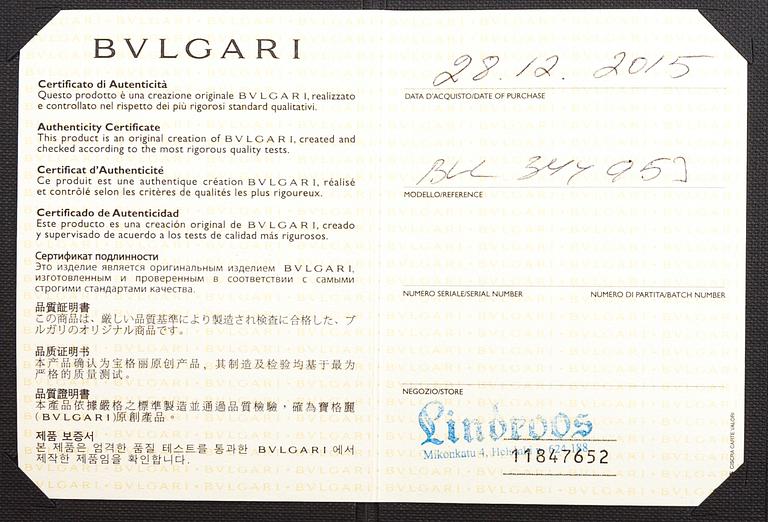 BVLGARI
Certificato di Autenticità
Questo prodotto è una creazione originale BVLGARI, realizzato
e controllato nel rispetto dei più rigorosi standard qualitativi.
Authenticity Certificate
This product is an original creation of BVLGARI, created and
checked according to the most rigorous quality tests.
Certificat d'Authenticité
Ce produit est une authentique création BVLGARI, réalisé
et contrôlé selon les critères de qualités les plus rigoureux.
Certificado de Autenticidad
Este producto es una creación original de BVLGARI, creado
y supervisado de acuerdo a los tests de calidad más rigurosos.
Сертификат подлинности
Это изделие является оригинальным изделием BVLGARI,
изготовленным и проверенным в соответствии с самыми
строгими стандартами качества.
品質証明書
この商品は、厳しい品質基準により製造され検査に合格した、ブ
ルガリのオリジナル商品です。
品质证明书
本产品确认为宝格丽原创产品，其制造及检验均基于最为
严格的质量测试。
品質證明書
本產品依據嚴格之標準製造並通過品質檢驗，確為寶格麗
(BVLGARI)原創產品。
제품 보증서
본 제품은 엄격한 품질 테스트를 통과한 BVLGARI 에서
제작한 제품임을 확인합니다.
28.12. 2015
DATA D'ACQUISTO/DATE OF PURCHASE
344953
MODELLO/REFERENCE
NUMERO SERIALE/SERIAL NUMBER
NUMERO DI PARTITA/BATCH NUMBER
NEGOZIO/STORE
Linbroos
Mikonkatu 4,
11847652